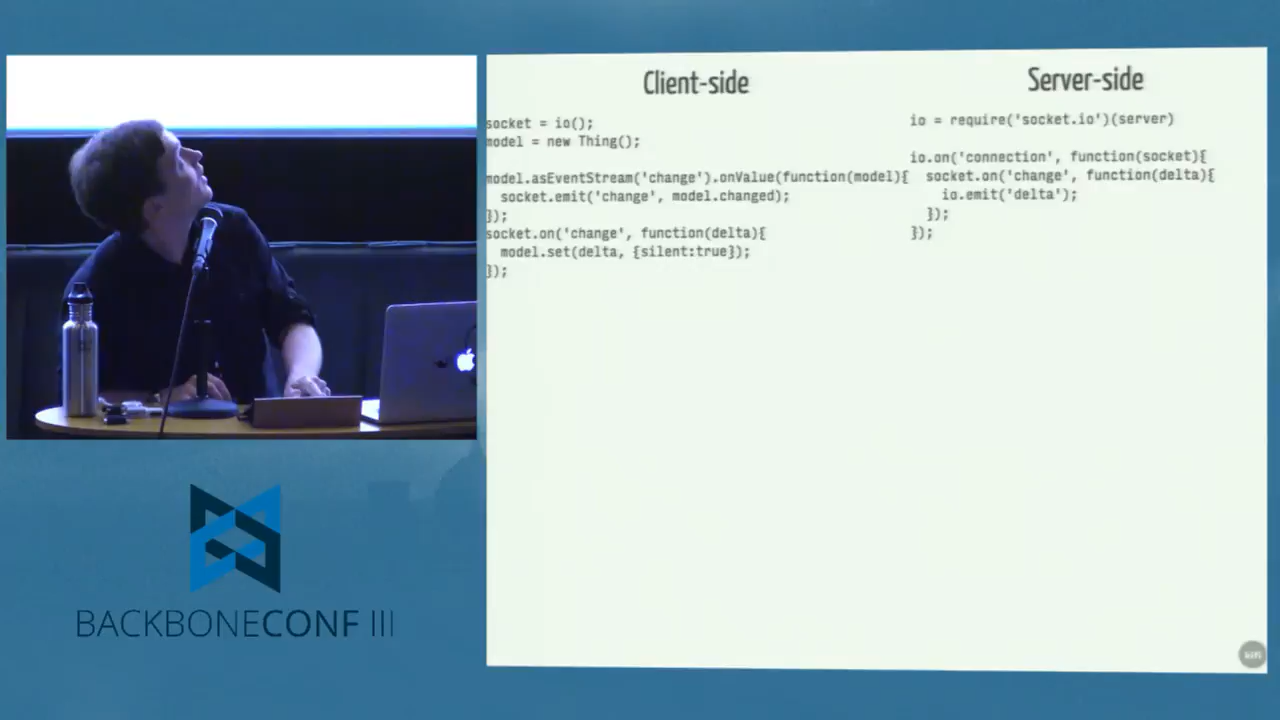 Client-side
socket = io();
model = new Thing();
model.asEventStream('change').onValue(function(model){
socket.emit('change', model.changed);
});
socket.on('change', function(delta){
model.set(delta, {silent:true});
});
Server-side
io = require('socket.io')(server)
io.on('connection', function(socket){
socket.on('change', function(delta){
io.emit('delta');
});
});
BACKBONECONF III